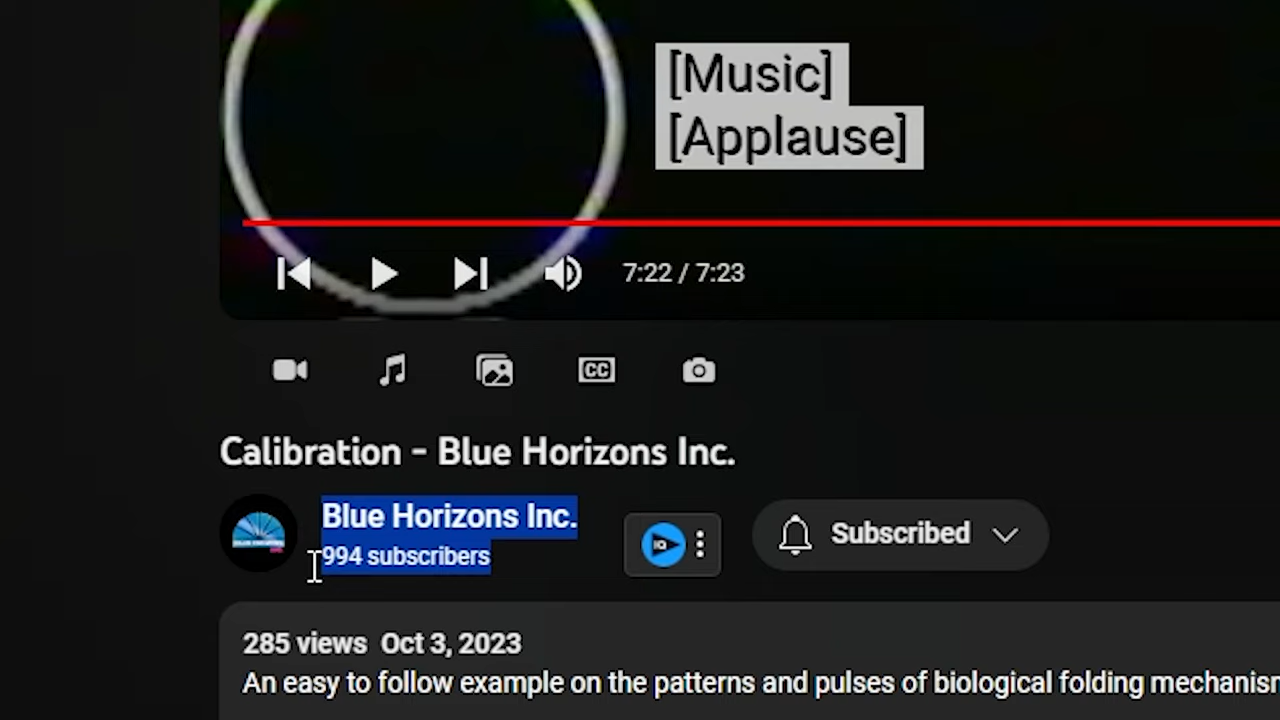 [Music]
[Applause]
7:22 / 7:23
CC
Calibration - Blue Horizons Inc.
Blue Horizons Inc.
994 subscribers
IQ
Subscribed
285 views Oct 3, 2023
An easy to follow example on the patterns and pulses of biological folding